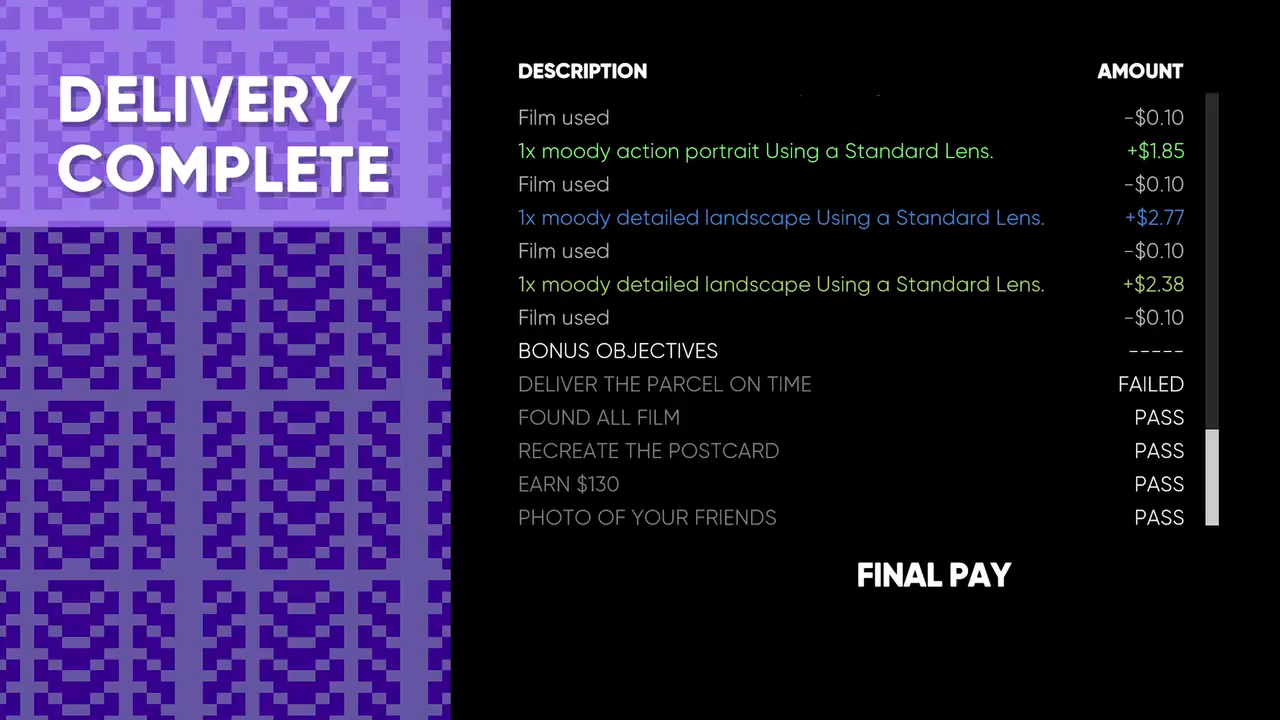 DELIVERY
COMPLETE
DESCRIPTION AMOUNT
Film used -$0.10
1x moody action portrait Using a Standard Lens. +$1.85
Film used -$0.10
1x moody detailed landscape Using a Standard Lens. +$2.77
Film used -$0.10
1x moody detailed landscape Using a Standard Lens. +$2.38
Film used -$0.10
BONUS OBJECTIVES -----
DELIVER THE PARCEL ON TIME FAILED
FOUND ALL FILM PASS
RECREATE THE POSTCARD PASS
EARN $130 PASS
PHOTO OF YOUR FRIENDS PASS
FINAL PAY